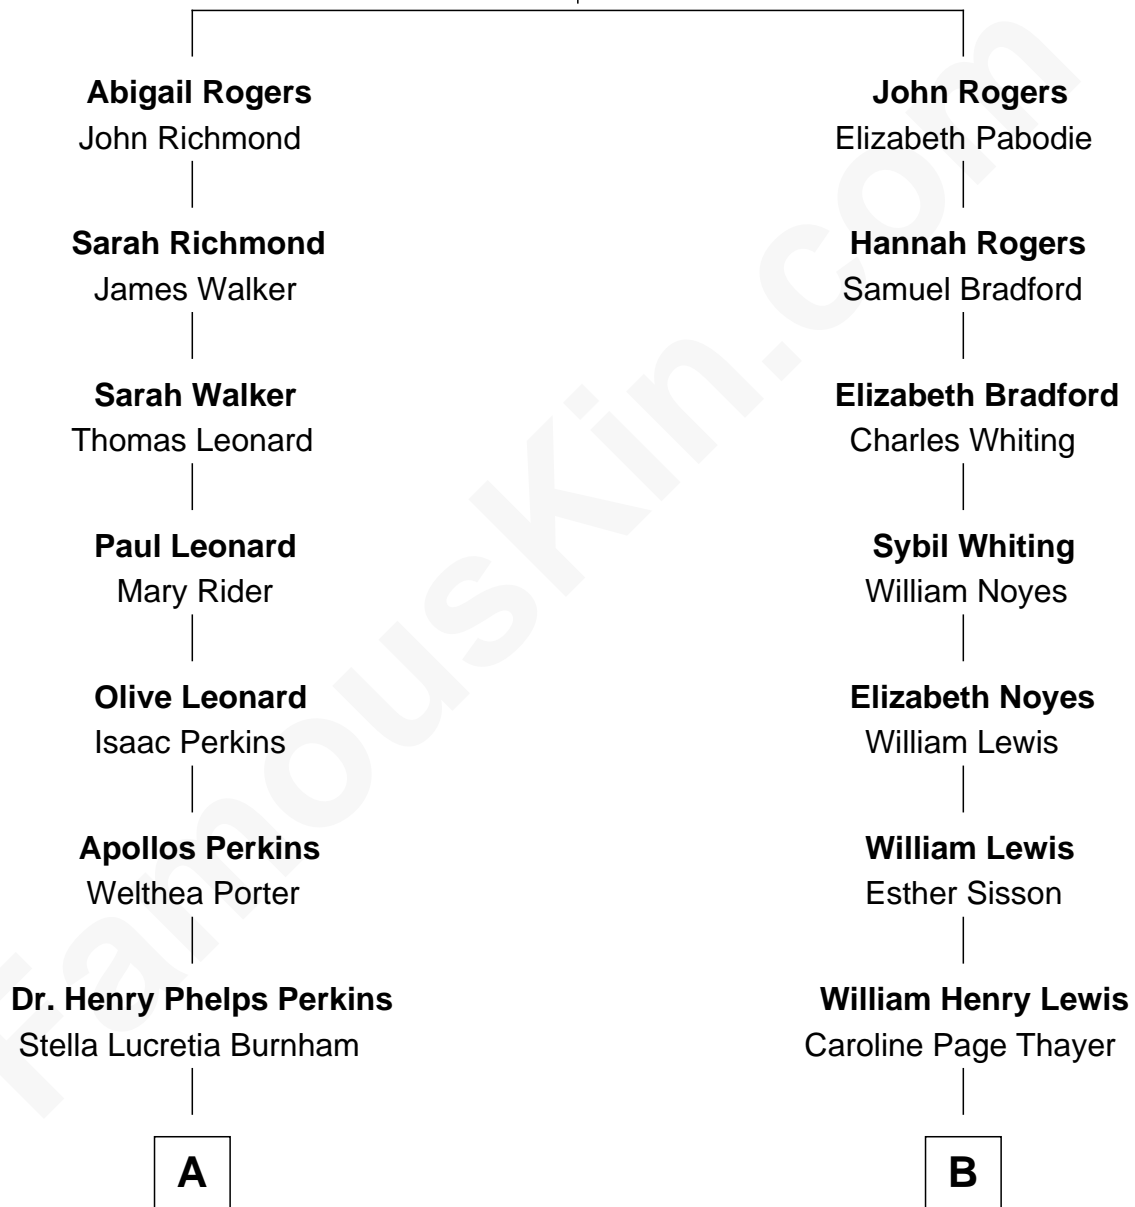 Abigail Rogers
John Richmond
Sarah Richmond
James Walker
Sarah Walker
Thomas Leonard
Paul Leonard
Mary Rider
Olive Leonard
Isaac Perkins
Apollos Perkins
Welthea Porter
Dr. Henry Phelps Perkins
Stella Lucretia Burnham
A
John Rogers
Elizabeth Pabodie
Hannah Rogers
Samuel Bradford
Elizabeth Bradford
Charles Whiting
Sybil Whiting
William Noyes
Elizabeth Noyes
William Lewis
William Lewis
Esther Sisson
William Henry Lewis
Caroline Page Thayer
B
FamousKin.com